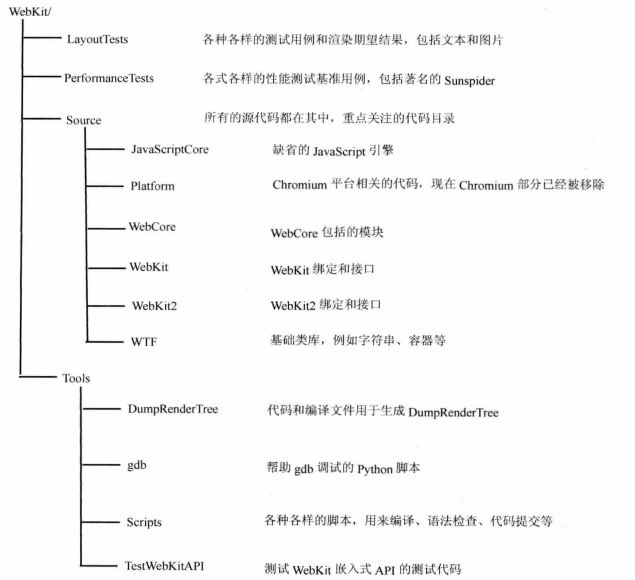 WebKit/
LayoutTests 各种各样的测试用例和渲染期望结果，包括文本和图片
PerformanceTests 各式各样的性能测试基准用例，包括著名的 Sunspider
Source 所有的源代码都在其中，重点关注的代码目录
JavaScriptCore 缺省的 JavaScript 引擎
Platform Chromium 平台相关的代码，现在 Chromium 部分已经被移除
WebCore WebCore 包括的模块
WebKit WebKit 绑定和接口
WebKit2 WebKit2 绑定和接口
WTF 基础类库，例如字符串、容器等
Tools
DumpRenderTree 代码和编译文件用于生成 DumpRenderTree
gdb 帮助 gdb 调试的 Python 脚本
Scripts 各种各样的脚本，用来编译、语法检查、代码提交等
TestWebKitAPI 测试 WebKit 嵌入式 API 的测试代码